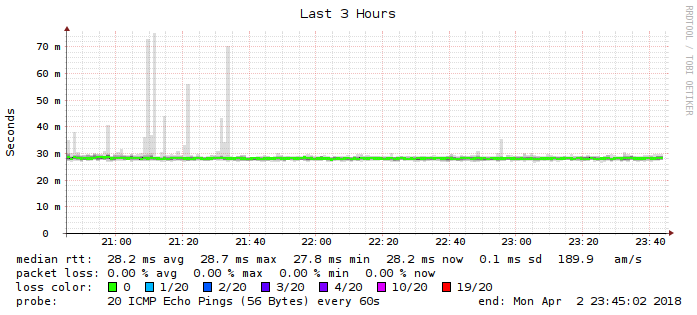 Last 3 Hours
RRDTOOL / TOBI OETIKER
Seconds
70 m
60 m
50 m
40 m
30 m
20 m
10 m
0
21:00 21:20 21:40 22:00 22:20 22:40 23:00 23:20 23:40
median rtt: 28.2 ms avg 28.7 ms max 27.8 ms min 28.2 ms now 0.1 ms sd 189.9 am/s
packet loss: 0.00 % avg 0.00 % max 0.00 % min 0.00 % now
loss color: 0 1/20 2/20 3/20 4/20 10/20 19/20
probe: 20 ICMP Echo Pings (56 Bytes) every 60s end: Mon Apr 2 23:45:02 2018